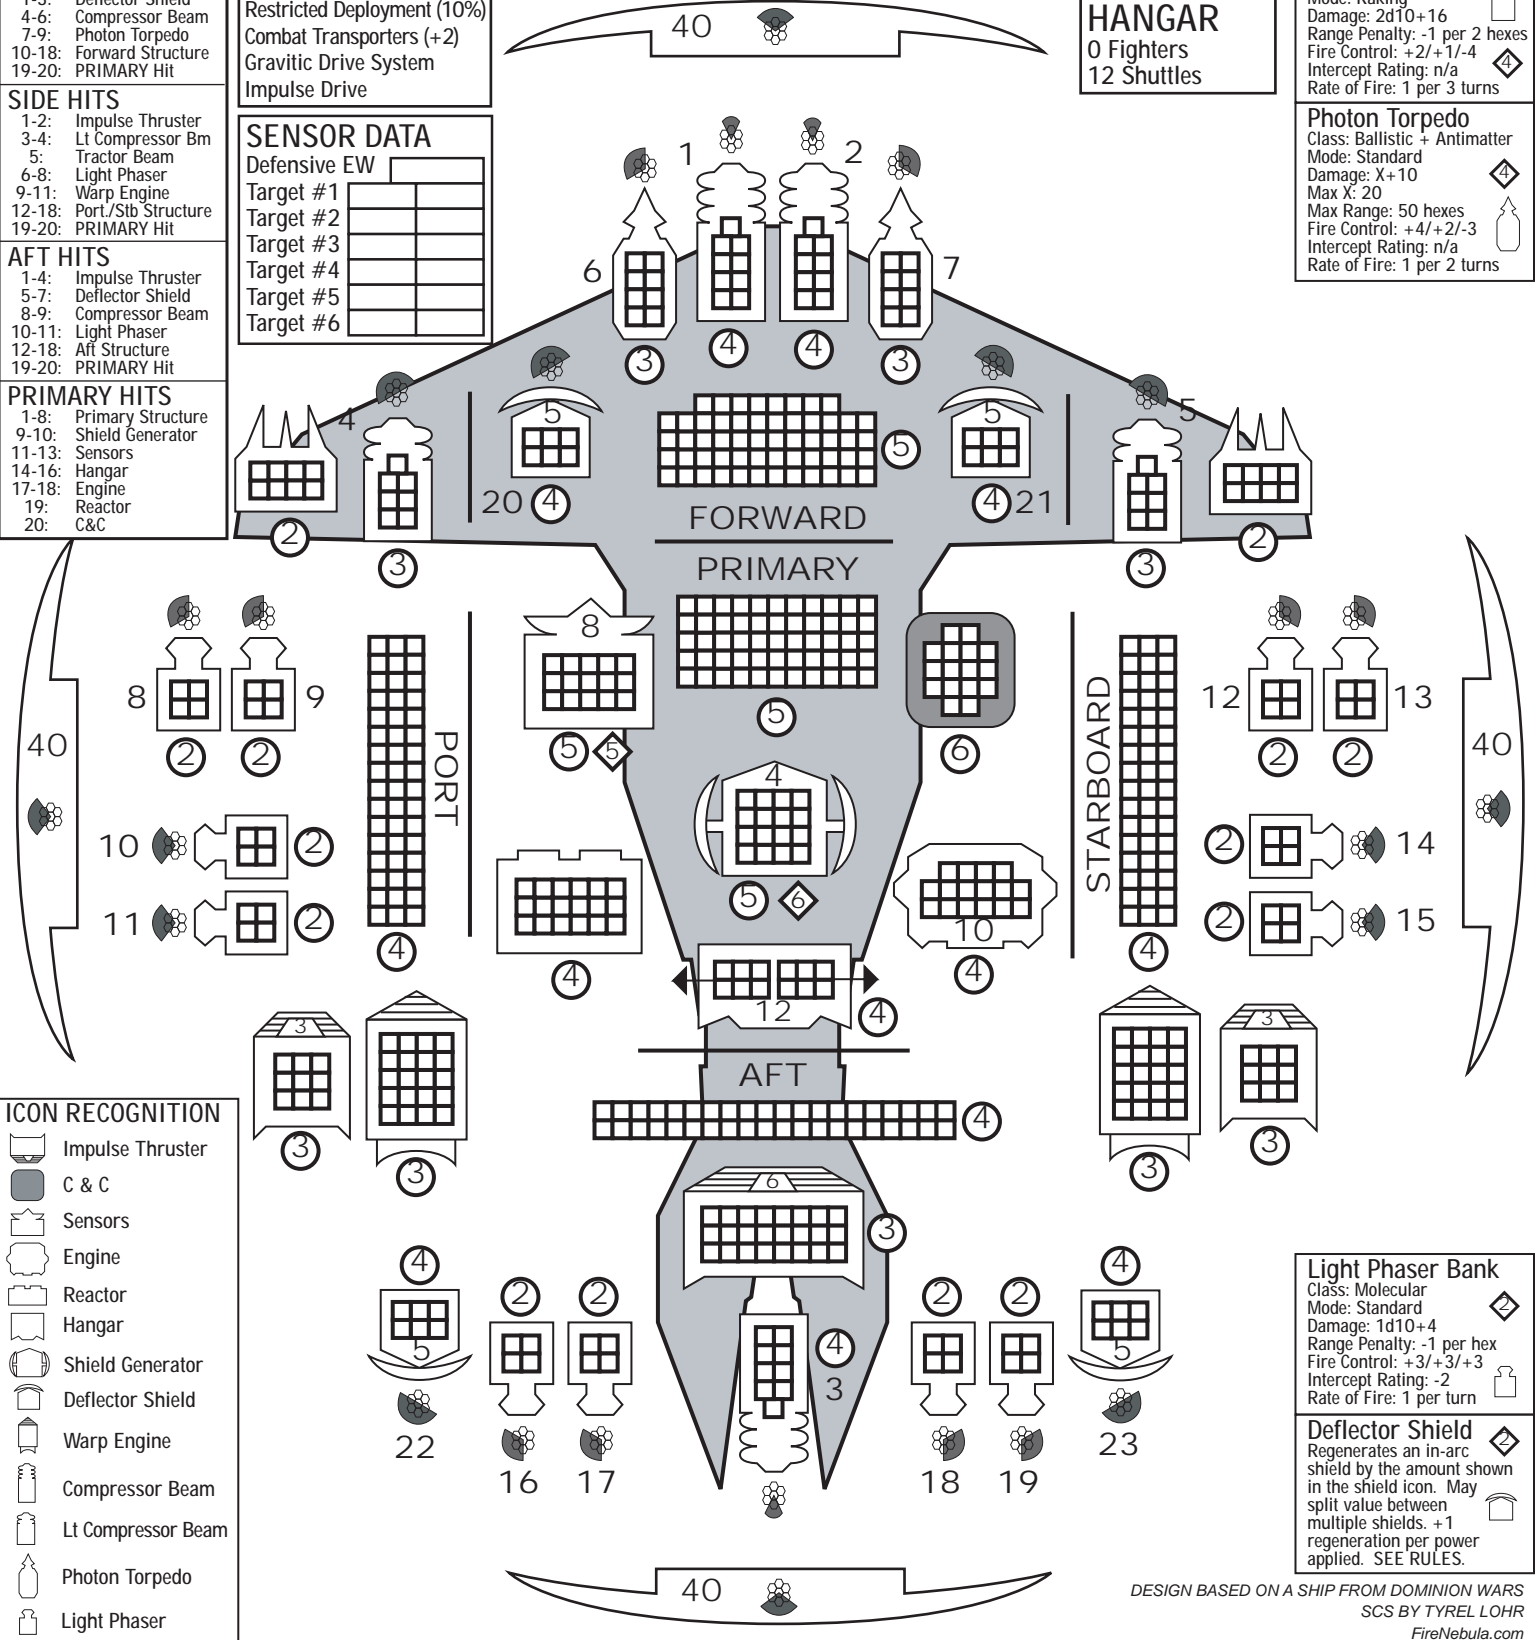 1-3: Deflector Shield
4-6: Compressor Beam
7-9: Photon Torpedo
10-18: Forward Structure
19-20: PRIMARY Hit
SIDE HITS
1-2: Impulse Thruster
3-4: Lt Compressor Bm
5: Tractor Beam
6-8: Light Phaser
9-11: Warp Engine
12-18: Port./Stb Structure
19-20: PRIMARY Hit
AFT HITS
1-4: Impulse Thruster
5-7: Deflector Shield
8-9: Compressor Beam
10-11: Light Phaser
12-18: Aft Structure
19-20: PRIMARY Hit
PRIMARY HITS
1-8: Primary Structure
9-10: Shield Generator
11-13: Sensors
14-16: Hangar
17-18: Engine
19: Reactor
20: C&C
Restricted Deployment (10%)
Combat Transporters (+2)
Gravitic Drive System
Impulse Drive
SENSOR DATA
Defensive EW
Target #1
Target #2
Target #3
Target #4
Target #5
Target #6
40
HANGAR
0 Fighters
12 Shuttles
Mode: Raking
Damage: 2d10+16
Range Penalty: -1 per 2 hexes
Fire Control: +2/+1/-4
4
Intercept Rating: n/a
Rate of Fire: 1 per 3 turns
Photon Torpedo
Class: Ballistic + Antimatter
Mode: Standard
Damage: X+10
4
Max X: 20
Max Range: 50 hexes
Fire Control: +4/+2/-3
Intercept Rating: n/a
Rate of Fire: 1 per 2 turns
1 2
6 7
3 4 4 3
4 5 5 5
5
20 4 4 21
FORWARD
2 3 3 2
PRIMARY
8
8 9 12 13
5
PORT
STARBOARD
2 2 5 5 6 2 2
40 40
4
10 2 2 14
5 6
11 2 2 15
10
4 4 4 4
12 4
3 3
AFT
4
3 3 3 3
6
3
4 4
2 2 2 2
5 5
4
3
22 23
16 17 18 19
40
ICON RECOGNITION
Impulse Thruster
C & C
Sensors
Engine
Reactor
Hangar
Shield Generator
Deflector Shield
Warp Engine
Compressor Beam
Lt Compressor Beam
Photon Torpedo
Light Phaser
Light Phaser Bank
Class: Molecular
Mode: Standard
2
Damage: 1d10+4
Range Penalty: -1 per hex
Fire Control: +3/+3/+3
Intercept Rating: -2
Rate of Fire: 1 per turn
Deflector Shield
2
Regenerates an in-arc
shield by the amount shown
in the shield icon. May
split value between
multiple shields. +1
regeneration per power
applied. SEE RULES.
DESIGN BASED ON A SHIP FROM DOMINION WARS
SCS BY TYREL LOHR
FireNebula.com